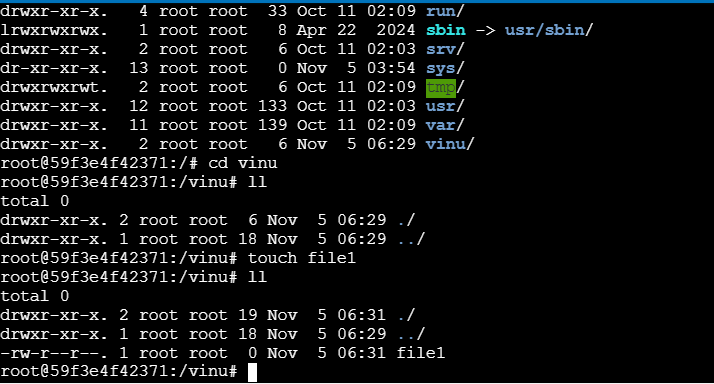 drwxr-xr-x.   4 root root  33 Oct 11 02:09 run/
lrwxrwxrwx.   1 root root   8 Apr 22  2024 sbin -> usr/sbin/
drwxr-xr-x.   2 root root   6 Oct 11 02:03 srv/
dr-xr-xr-x.  13 root root   0 Nov  5 03:54 sys/
drwxrwxrwt.   2 root root   6 Oct 11 02:09 tmp/
drwxr-xr-x.  12 root root 133 Oct 11 02:03 usr/
drwxr-xr-x.  11 root root 139 Oct 11 02:09 var/
drwxr-xr-x.   2 root root   6 Nov  5 06:29 vinu/
root@59f3e4f42371:/# cd vinu
root@59f3e4f42371:/vinu# ll
total 0
drwxr-xr-x. 2 root root  6 Nov  5 06:29 ./
drwxr-xr-x. 1 root root 18 Nov  5 06:29 ../
root@59f3e4f42371:/vinu# touch file1
root@59f3e4f42371:/vinu# ll
total 0
drwxr-xr-x. 2 root root 19 Nov  5 06:31 ./
drwxr-xr-x. 1 root root 18 Nov  5 06:29 ../
-rw-r--r--. 1 root root  0 Nov  5 06:31 file1
root@59f3e4f42371:/vinu#